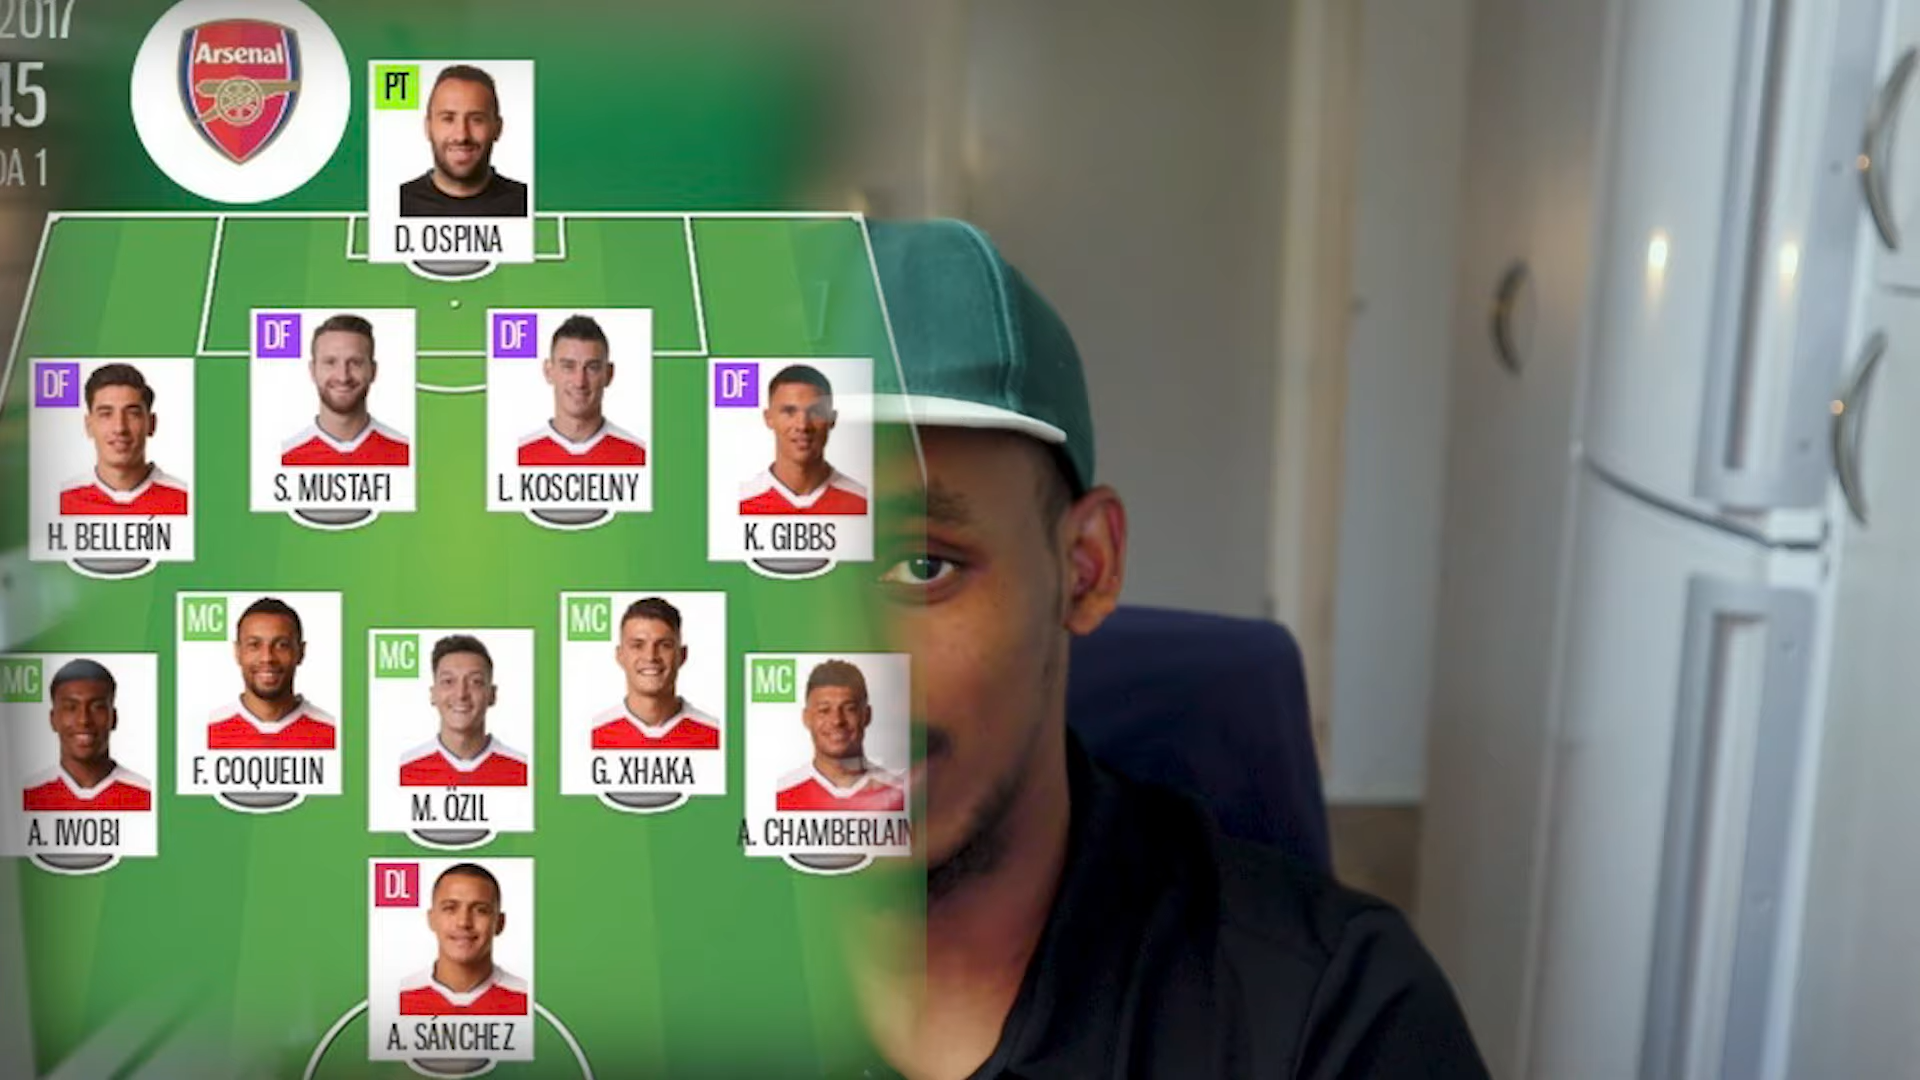 2017
45
DA 1
Arsenal
PT
D. OSPINA
DF
S. MUSTAFI
DF
L. KOSCIELNY
DF
H. BELLERÍN
DF
K. GIBBS
MC
F. COQUELIN
MC
G. XHAKA
MC
M. ÖZIL
MC
A. IWOBI
MC
A. CHAMBERLAIN
DL
A. SÁNCHEZ